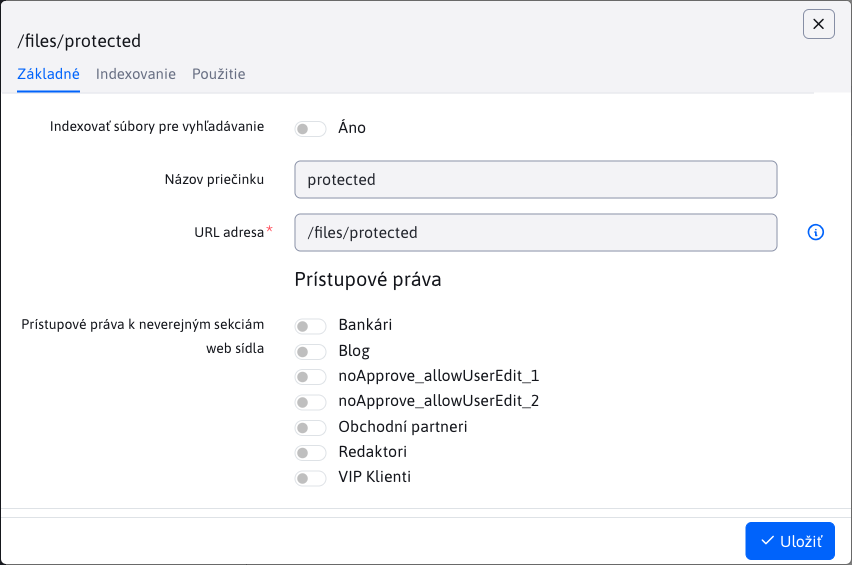 /files/protected
Základné Indexovanie Použitie
Indexovať súbory pre vyhľadávanie Áno
Názov priečinku protected
URL adresa* /files/protected
Prístupové práva
Prístupové práva k neverejným sekciám
web sídla
Bankári
Blog
noApprove_allowUserEdit_1
noApprove_allowUserEdit_2
Obchodní partneri
Redaktori
VIP Klienti
Uložiť